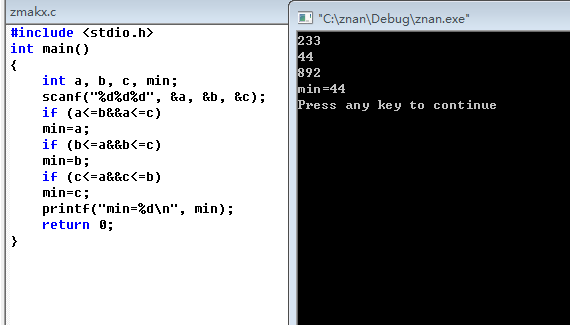 zmakx.c
#include <stdio.h>
int main()
{
    int a, b, c, min;
    scanf("%d%d%d", &a, &b, &c);
    if (a<=b&&a<=c)
    min=a;
    if (b<=a&&b<=c)
    min=b;
    if (c<=a&&c<=b)
    min=c;
    printf("min=%d\n", min);
    return 0;
}
"C:\znan\Debug\znan.exe"
233
44
892
min=44
Press any key to continue